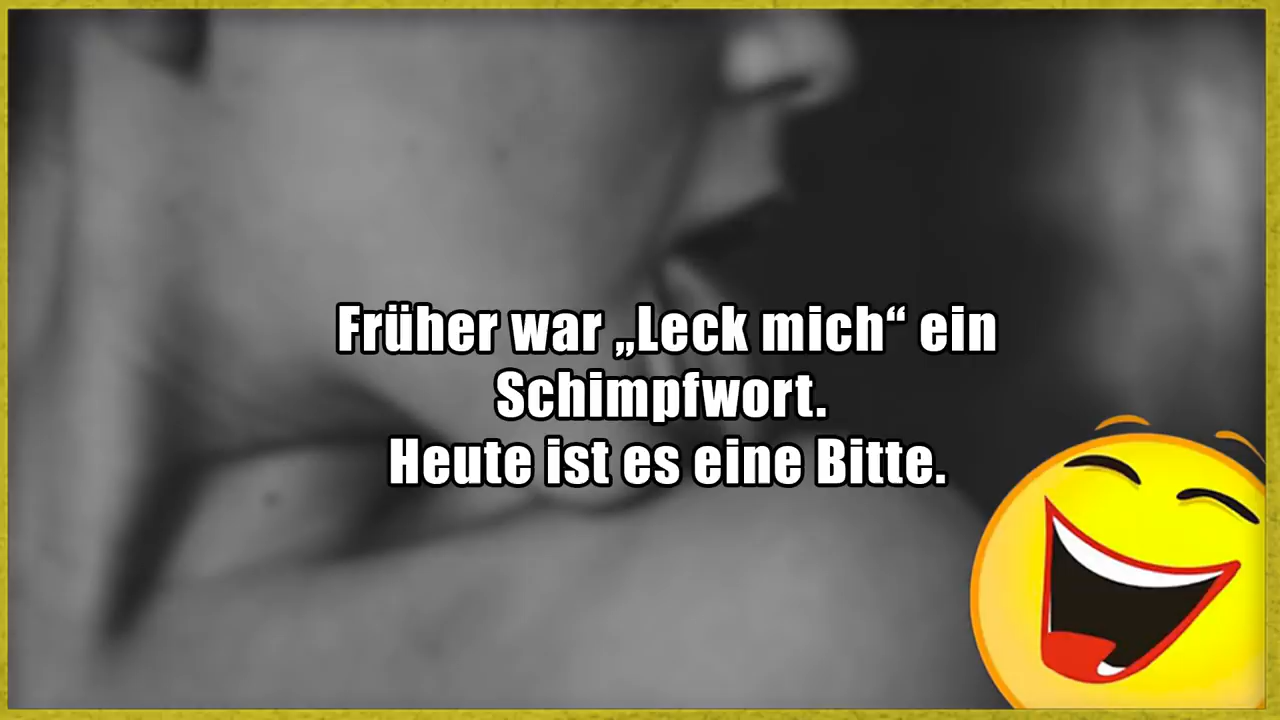 Früher war „Leck mich“ ein
Schimpfwort.
Heute ist es eine Bitte.